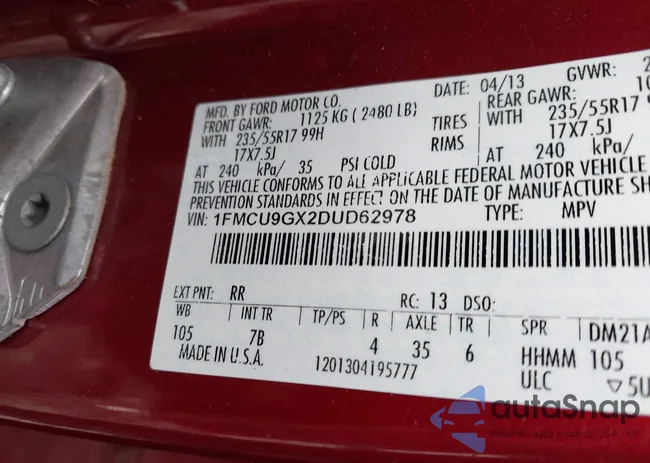 MFD. BY FORD MOTOR CO.
DATE: 04/13
GVWR:
FRONT GAWR: 1125 KG ( 2480 LB)
REAR GAWR:
WITH 235/55R17 99H
TIRES
WITH 235/55R17 9
17X7.5J
RIMS
17X7.5J
AT 240 kPa/ 35 PSI COLD
AT 240 kPa/
THIS VEHICLE CONFORMS TO ALL APPLICABLE FEDERAL MOTOR VEHICLE
PREVENTION STANDARDS IN EFFECT ON THE DATE OF MANUFACTURE SH
VIN: 1FMCU9GX2DUD62978
TYPE: MPV
EXT PNT: RR
RC: 13 DSO:
WB INT TR TP/PS R AXLE TR SPR DM21A
105 7B 4 35 6 HHMM 105
MADE IN U.S.A.
1201304195777
ULC ▽5U
autoSnap